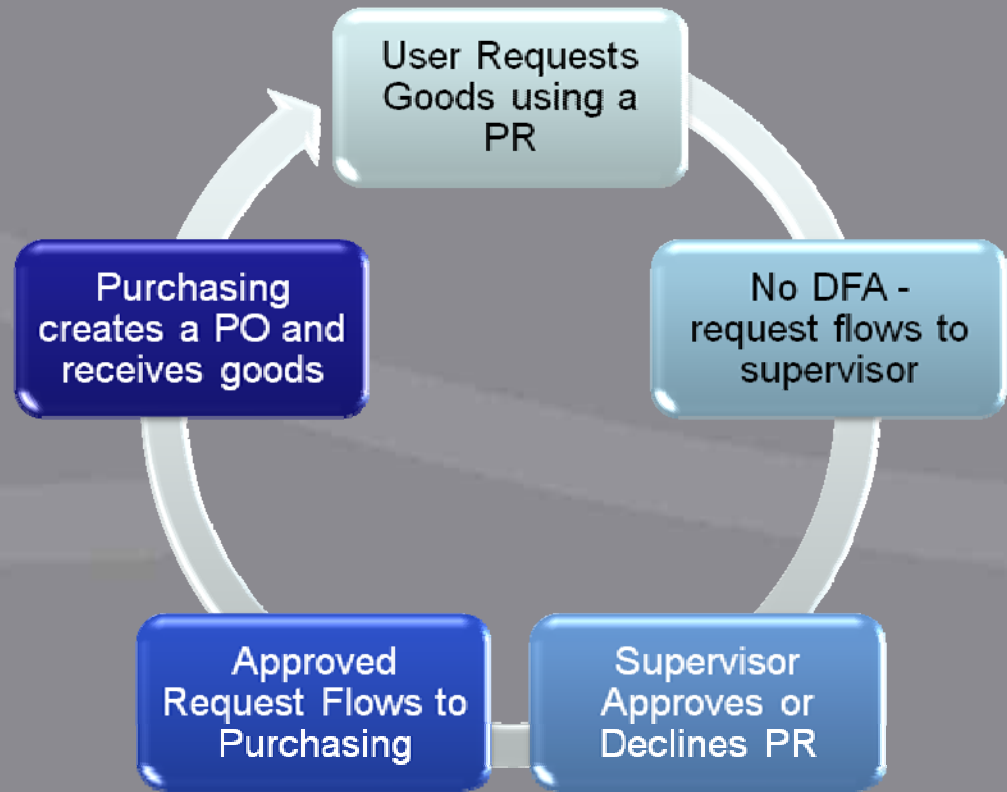 User Requests
Goods using a
PR
No DFA -
request flows to
supervisor
Supervisor
Approves or
Declines PR
Approved
Request Flows to
Purchasing
Purchasing
creates a PO and
receives goods